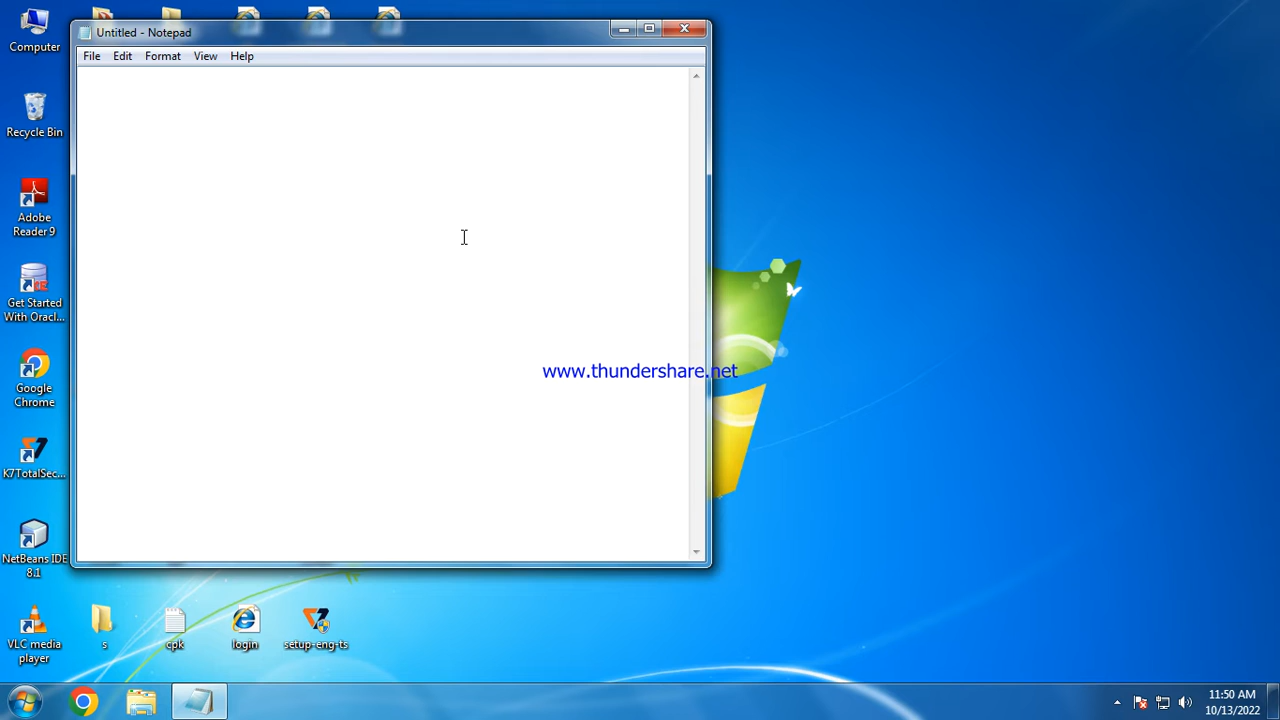 Untitled - Notepad
File Edit Format View Help
Computer
Recycle Bin
Adobe
Reader 9
Get Started
With Oracl...
Google
Chrome
K7TotalSec...
NetBeans IDE
8.1
VLC media
player
s
cpk
login
setup-eng-ts
www.thundershare.net
11:50 AM
10/13/2022